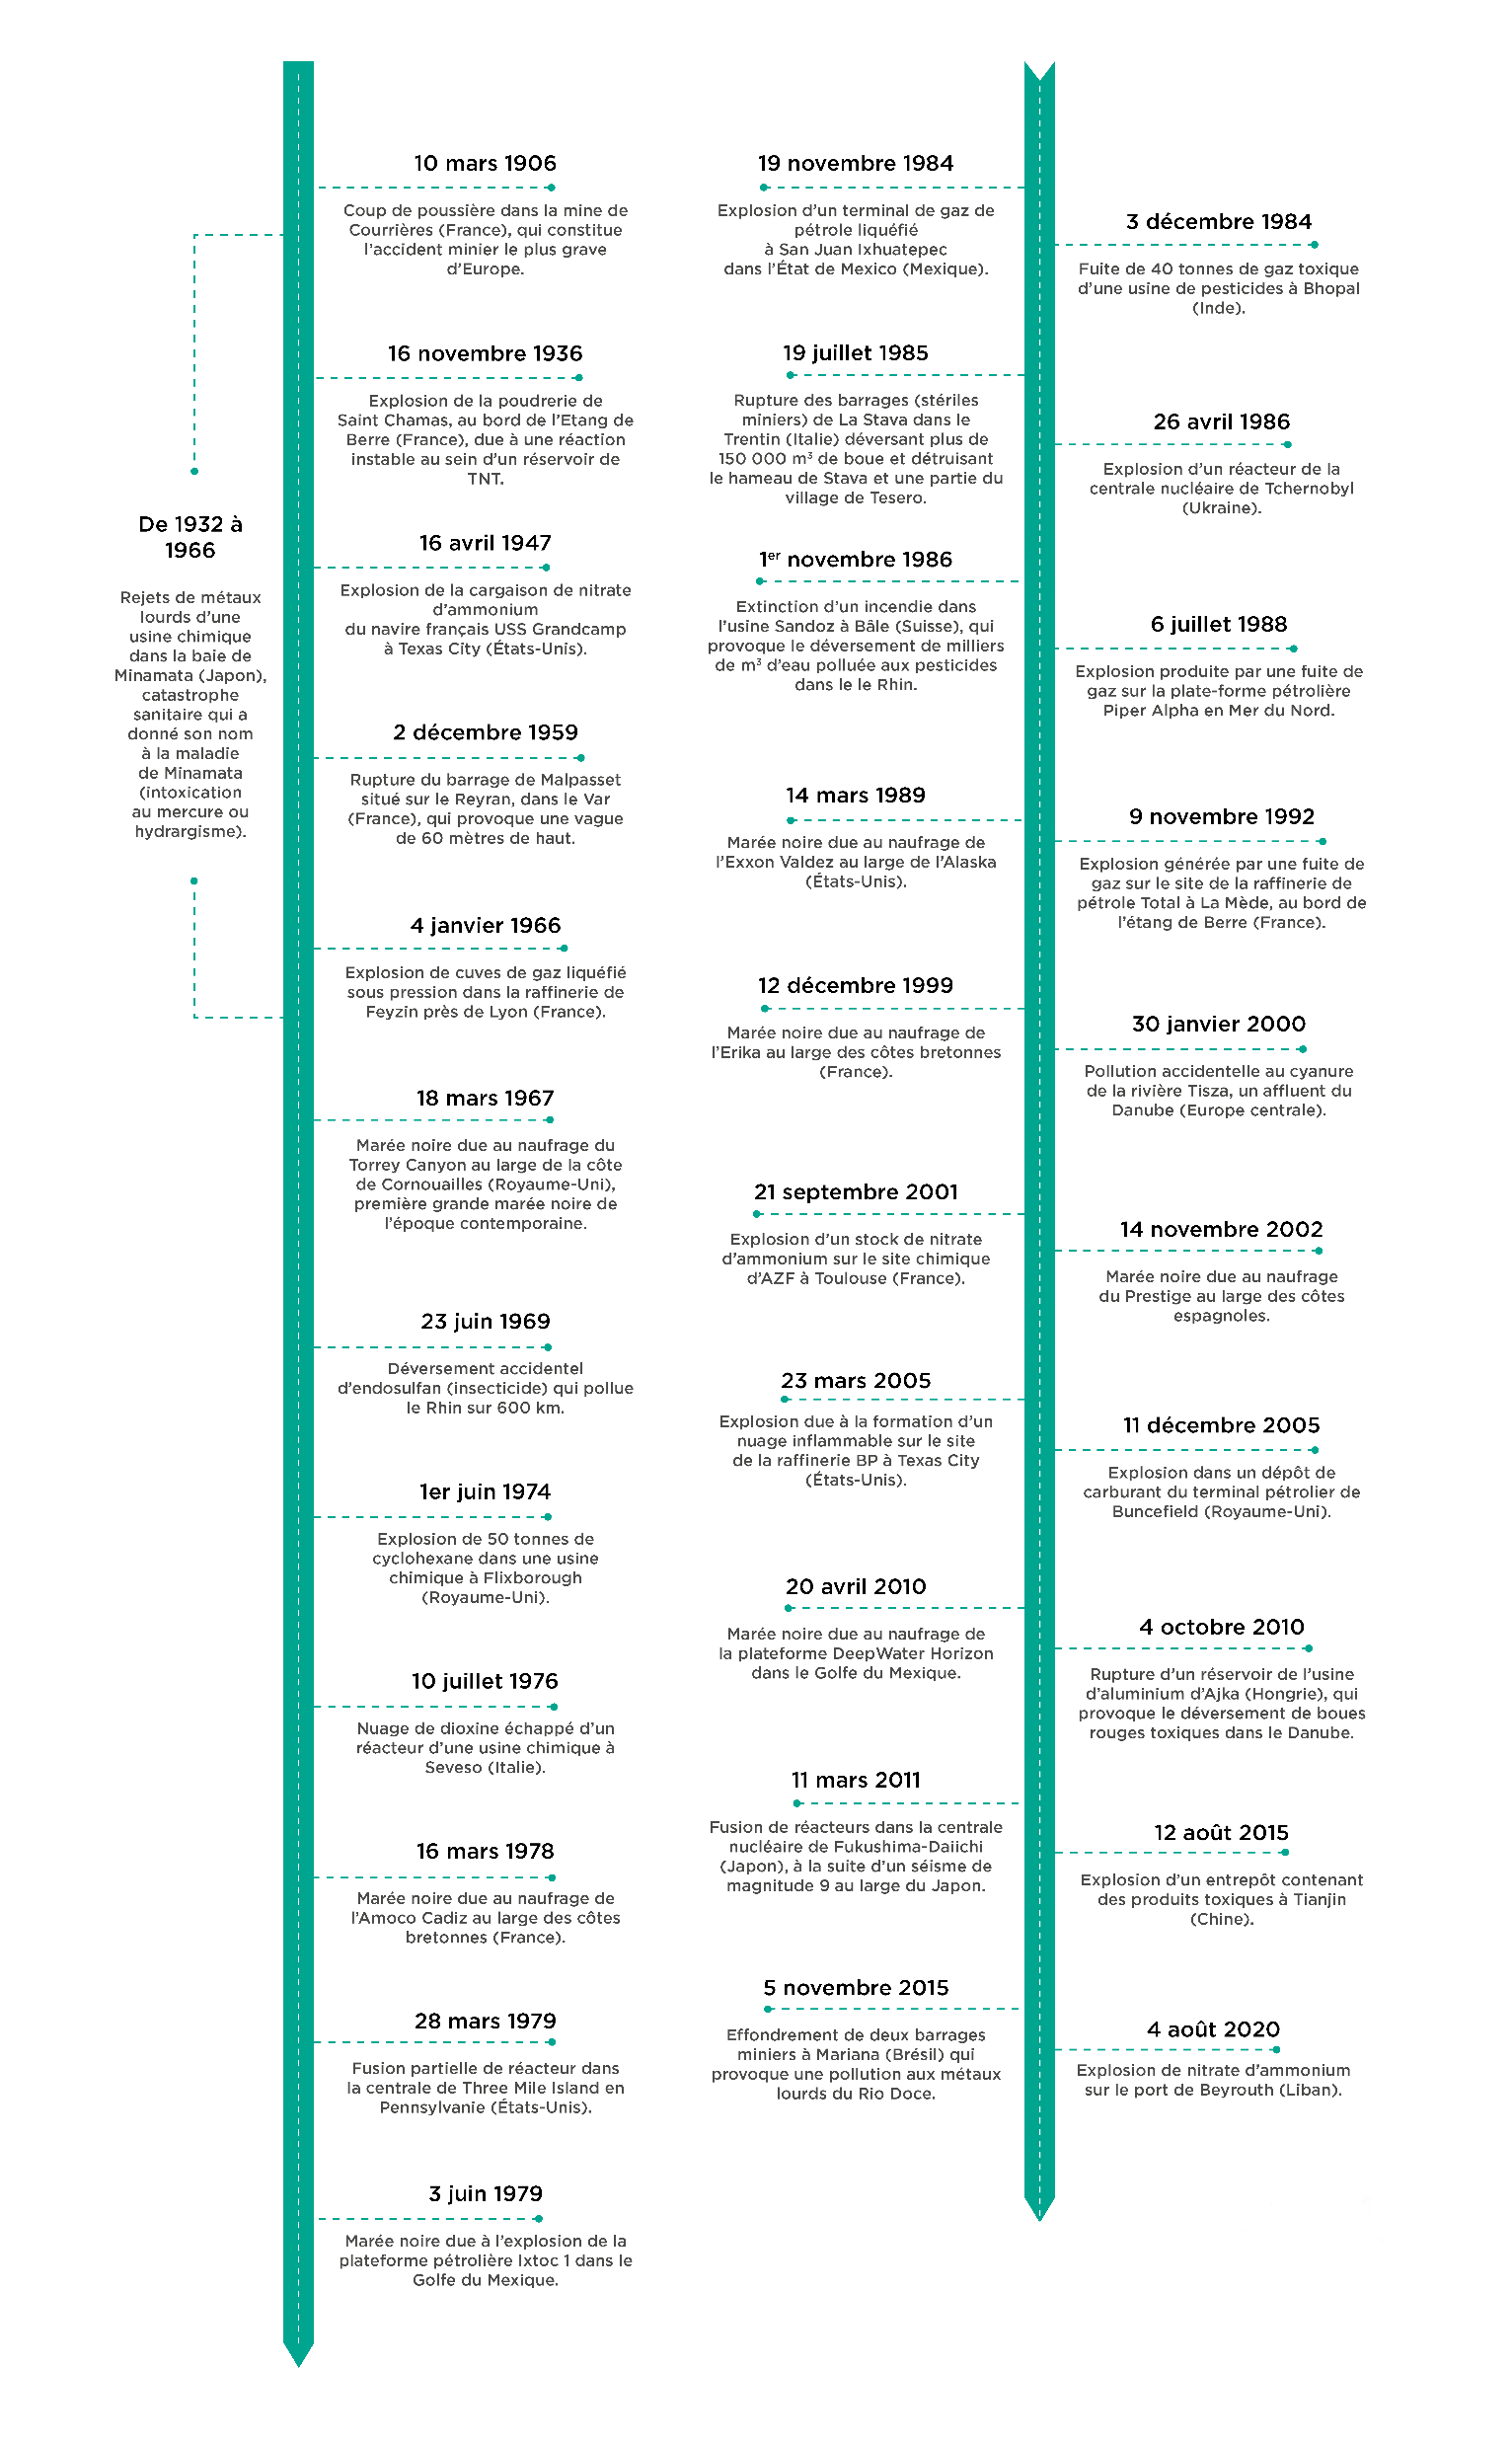 10 mars 1906
Coup de poussière dans la mine de
Courrières (France), qui constitue
l’accident minier le plus grave
d’Europe.
De 1932 à
1966
Rejets de métaux
lourds d’une
usine chimique
dans la baie de
Minamata (Japon),
catastrophe
sanitaire qui a
donné son nom
à la maladie
de Minamata
(intoxication
au mercure ou
hydrargisme).
16 novembre 1936
Explosion de la poudrerie de
Saint Chamas, au bord de l’Etang de
Berre (France), due à une réaction
instable au sein d’un réservoir de
TNT.
16 avril 1947
Explosion de la cargaison de nitrate
d’ammonium
du navire français USS Grandcamp
à Texas City (États-Unis).
2 décembre 1959
Rupture du barrage de Malpasset
situé sur le Reyran, dans le Var
(France), qui provoque une vague
de 60 mètres de haut.
4 janvier 1966
Explosion de cuves de gaz liquéfié
sous pression dans la raffinerie de
Feyzin près de Lyon (France).
18 mars 1967
Marée noire due au naufrage du
Torrey Canyon au large de la côte
de Cornouailles (Royaume-Uni),
première grande marée noire de
l’époque contemporaine.
23 juin 1969
Déversement accidentel
d’endosulfan (insecticide) qui pollue
le Rhin sur 600 km.
1er juin 1974
Explosion de 50 tonnes de
cyclohexane dans une usine
chimique à Flixborough
(Royaume-Uni).
10 juillet 1976
Nuage de dioxine échappé d’un
réacteur d’une usine chimique à
Seveso (Italie).
16 mars 1978
Marée noire due au naufrage de
l’Amoco Cadiz au large des côtes
bretonnes (France).
28 mars 1979
Fusion partielle de réacteur dans
la centrale de Three Mile Island en
Pennsylvanie (États-Unis).
3 juin 1979
Marée noire due à l’explosion de la
plateforme pétrolière Ixtoc 1 dans le
Golfe du Mexique.
19 novembre 1984
Explosion d’un terminal de gaz de
pétrole liquéfié
à San Juan Ixhuatepec
dans l’État de Mexico (Mexique).
3 décembre 1984
Fuite de 40 tonnes de gaz toxique
d’une usine de pesticides à Bhopal
(Inde).
19 juillet 1985
Rupture des barrages (stériles
miniers) de La Stava dans le
Trentin (Italie) déversant plus de
150 000 m³ de boue et détruisant
le hameau de Stava et une partie du
village de Tesero.
26 avril 1986
Explosion d’un réacteur de la
centrale nucléaire de Tchernobyl
(Ukraine).
1er novembre 1986
Extinction d’un incendie dans
l’usine Sandoz à Bâle (Suisse), qui
provoque le déversement de milliers
de m³ d’eau polluée aux pesticides
dans le le Rhin.
6 juillet 1988
Explosion produite par une fuite de
gaz sur la plate-forme pétrolière
Piper Alpha en Mer du Nord.
14 mars 1989
Marée noire due au naufrage de
l’Exxon Valdez au large de l’Alaska
(États-Unis).
9 novembre 1992
Explosion générée par une fuite de
gaz sur le site de la raffinerie de
pétrole Total à La Mède, au bord de
l’étang de Berre (France).
12 décembre 1999
Marée noire due au naufrage de
l’Erika au large des côtes bretonnes
(France).
30 janvier 2000
Pollution accidentelle au cyanure
de la rivière Tisza, un affluent du
Danube (Europe centrale).
21 septembre 2001
Explosion d’un stock de nitrate
d’ammonium sur le site chimique
d’AZF à Toulouse (France).
14 novembre 2002
Marée noire due au naufrage
du Prestige au large des côtes
espagnoles.
23 mars 2005
Explosion due à la formation d’un
nuage inflammable sur le site
de la raffinerie BP à Texas City
(États-Unis).
11 décembre 2005
Explosion dans un dépôt de
carburant du terminal pétrolier de
Buncefield (Royaume-Uni).
20 avril 2010
Marée noire due au naufrage de
la plateforme DeepWater Horizon
dans le Golfe du Mexique.
4 octobre 2010
Rupture d’un réservoir de l’usine
d’aluminium d’Ajka (Hongrie), qui
provoque le déversement de boues
rouges toxiques dans le Danube.
11 mars 2011
Fusion de réacteurs dans la centrale
nucléaire de Fukushima-Daiichi
(Japon), à la suite d’un séisme de
magnitude 9 au large du Japon.
12 août 2015
Explosion d’un entrepôt contenant
des produits toxiques à Tianjin
(Chine).
5 novembre 2015
Effondrement de deux barrages
miniers à Mariana (Brésil) qui
provoque une pollution aux métaux
lourds du Rio Doce.
4 août 2020
Explosion de nitrate d’ammonium
sur le port de Beyrouth (Liban).